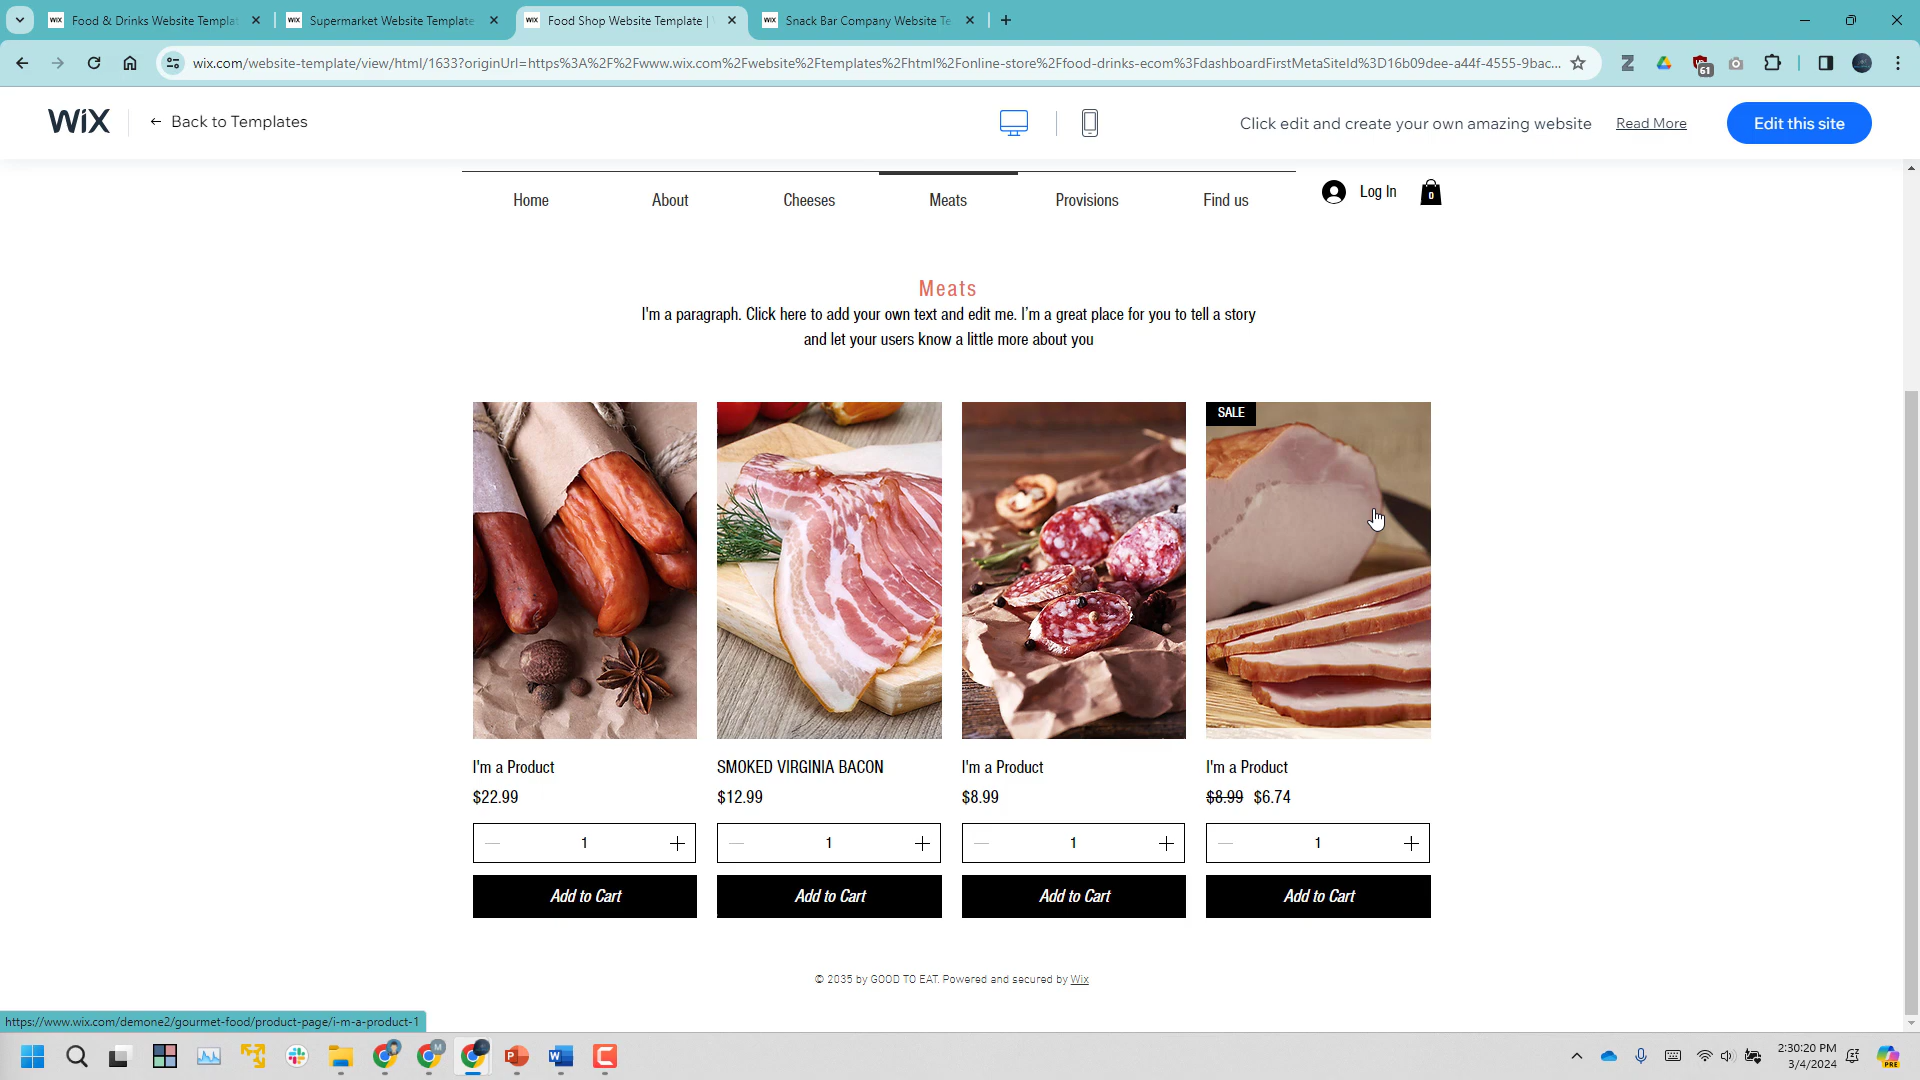 Food & Drinks Website Templat
Supermarket Website Template
Food Shop Website Template |
Snack Bar Company Website Te
wix.com/website-template/view/html/1633?originUrl=https%3A%2F%2Fwww.wix.com%2Fwebsite%2Ftemplates%2Fhtml%2Fonline-store%2Ffood-drinks-ecom%3FdashboardFirstMetaSiteId%3D16b09dee-a44f-4555-9bac...
61
WiX
← Back to Templates
Click edit and create your own amazing website
Read More
Edit this site
Home
About
Cheeses
Meats
Provisions
Find us
Log In
0
Meats
I'm a paragraph. Click here to add your own text and edit me. I'm a great place for you to tell a story
and let your users know a little more about you
SALE
I'm a Product
SMOKED VIRGINIA BACON
I'm a Product
I'm a Product
$22.99
$12.99
$8.99
$8.99 $6.74
1
1
1
1
Add to Cart
Add to Cart
Add to Cart
Add to Cart
© 2035 by GOOD TO EAT. Powered and secured by Wix
https://www.wix.com/demone2/gourmet-food/product-page/i-m-a-product-1
2:30:20 PM
3/4/2024